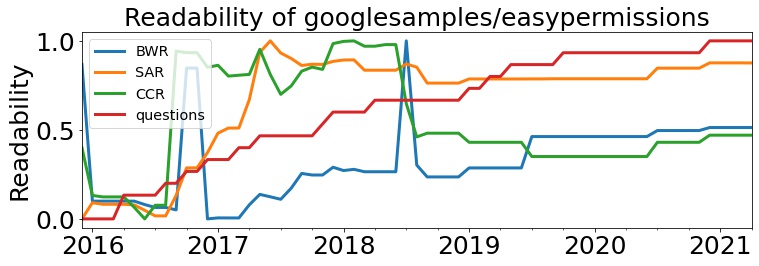 Readability of googlesamples/easypermissions
Readability
1.0
0.5
0.0
BWR
SAR
CCR
questions
2016 2017 2018 2019 2020 2021